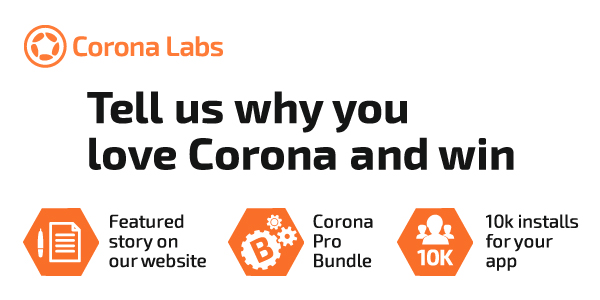 Corona Labs
Tell us why you
love Corona and win
Featured
story on
our website
B
Corona
Pro
Bundle
10K
10k installs
for your
app